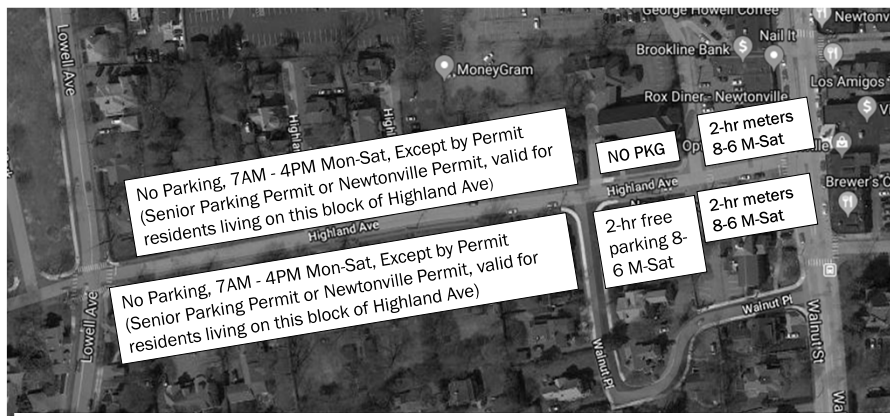 George Howell Coffee
Newtonv
Lowell Ave
Nail It
Brookline Bank
MoneyGram
Los Amigos
Rox Diner - Newtonville
Highland
2-hr meters
8-6 M-Sat
No Parking, 7AM - 4PM Mon-Sat, Except by Permit
(Senior Parking Permit or Newtonville Permit, valid for
residents living on this block of Highland Ave)
NO PKG
Highland Ave
Brewer's C
2-hr meters
8-6 M-Sat
2-hr free
parking 8-
6 M-Sat
Highland Ave
No Parking, 7AM - 4PM Mon-Sat, Except by Permit
(Senior Parking Permit or Newtonville Permit, valid for
residents living on this block of Highland Ave)
Lowell Ave
Walnut Pl
Walnut St
Walnut Pl
Wa